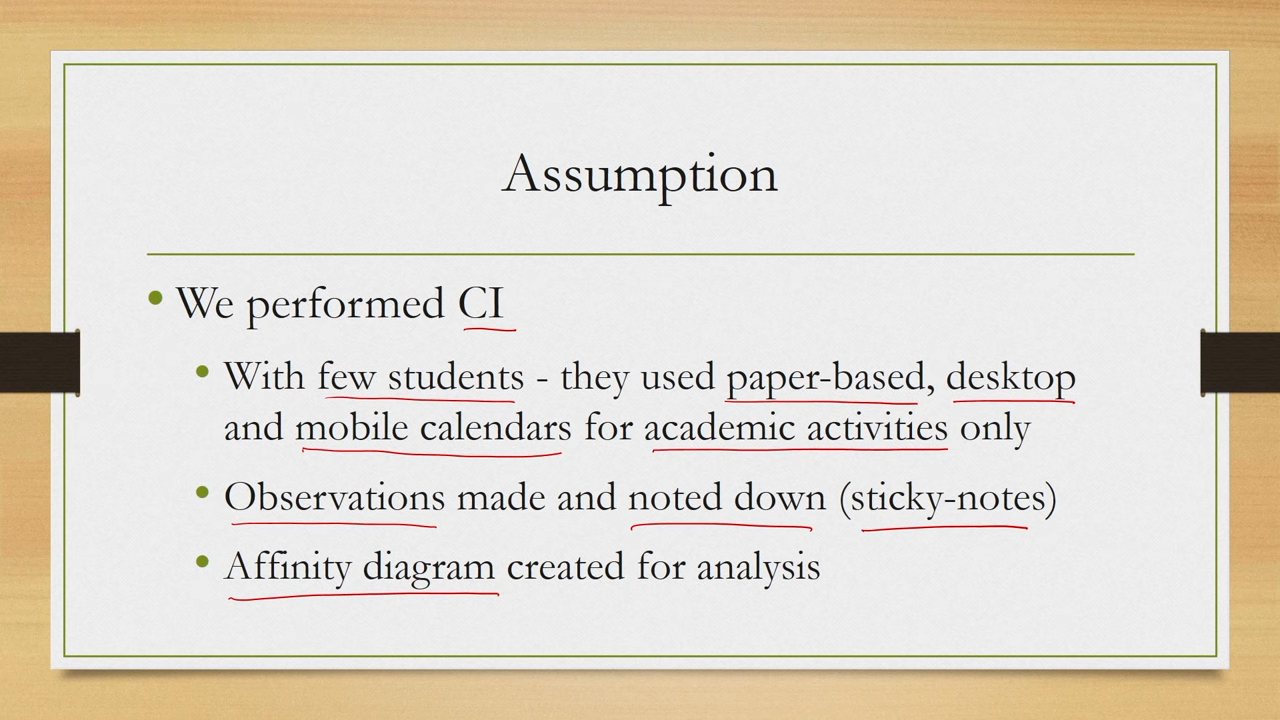 Assumption
• We performed CI
• With few students - they used paper-based, desktop
and mobile calendars for academic activities only
• Observations made and noted down (sticky-notes)
• Affinity diagram created for analysis